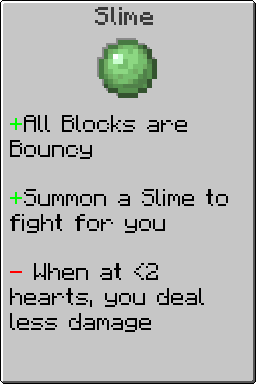 Slime
+All Blocks are
Bouncy
+Summon a Slime to
fight for you
- When at <2
hearts, you deal
less damage